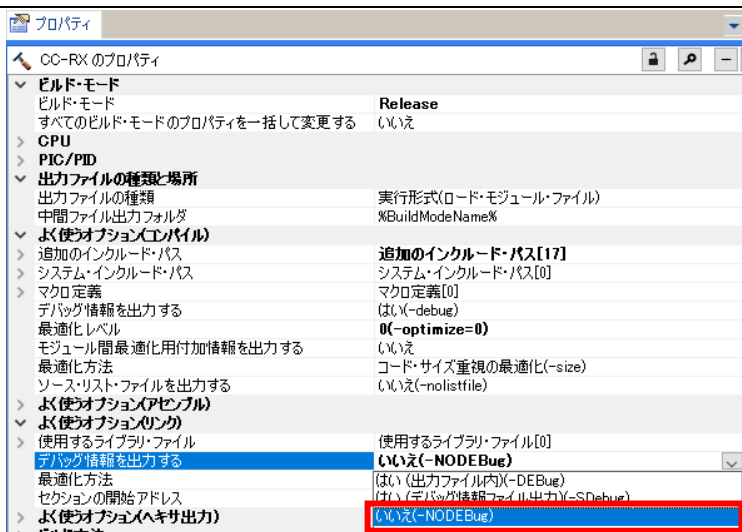 プロパティ
CC-RX のプロパティ
ビルド・モード
ビルド・モード Release
すべてのビルド・モードのプロパティを一括して変更する いいえ
CPU
PIC/PID
出力ファイルの種類と場所
出力ファイルの種類 実行形式(ロード・モジュール・ファイル)
中間ファイル出力フォルダ %BuildModeName%
よく使うオプション(コンパイル)
追加のインクルード・パス 追加のインクルード・パス[17]
システム・インクルード・パス システム・インクルード・パス[0]
マクロ定義 マクロ定義[0]
デバッグ情報を出力する はい(-debug)
最適化レベル 0(-optimize=0)
モジュール間最適化用付加情報を出力する いいえ
最適化方法 コード・サイズ重視の最適化(-size)
ソース・リスト・ファイルを出力する いいえ(-nolistfile)
よく使うオプション(アセンブル)
よく使うオプション(リンク)
使用するライブラリ・ファイル 使用するライブラリ・ファイル[0]
デバッグ情報を出力する いいえ(-NODEBug)
最適化方法 はい (出力ファイル内)(-DEBug)
セクションの開始アドレス はい (デバッグ情報ファイル出力)(-SDebug)
よく使うオプション(ヘキサ出力) いいえ(-NODEBug)